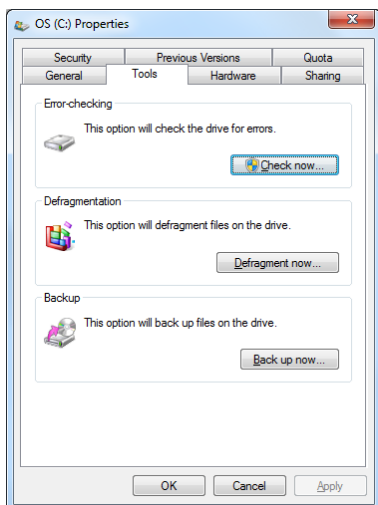 OS (C:) Properties
Security Previous Versions Quota
General Tools Hardware Sharing
Error-checking
This option will check the drive for errors.
Check now...
Defragmentation
This option will defragment files on the drive.
Defragment now...
Backup
This option will back up files on the drive.
Back up now...
OK Cancel Apply